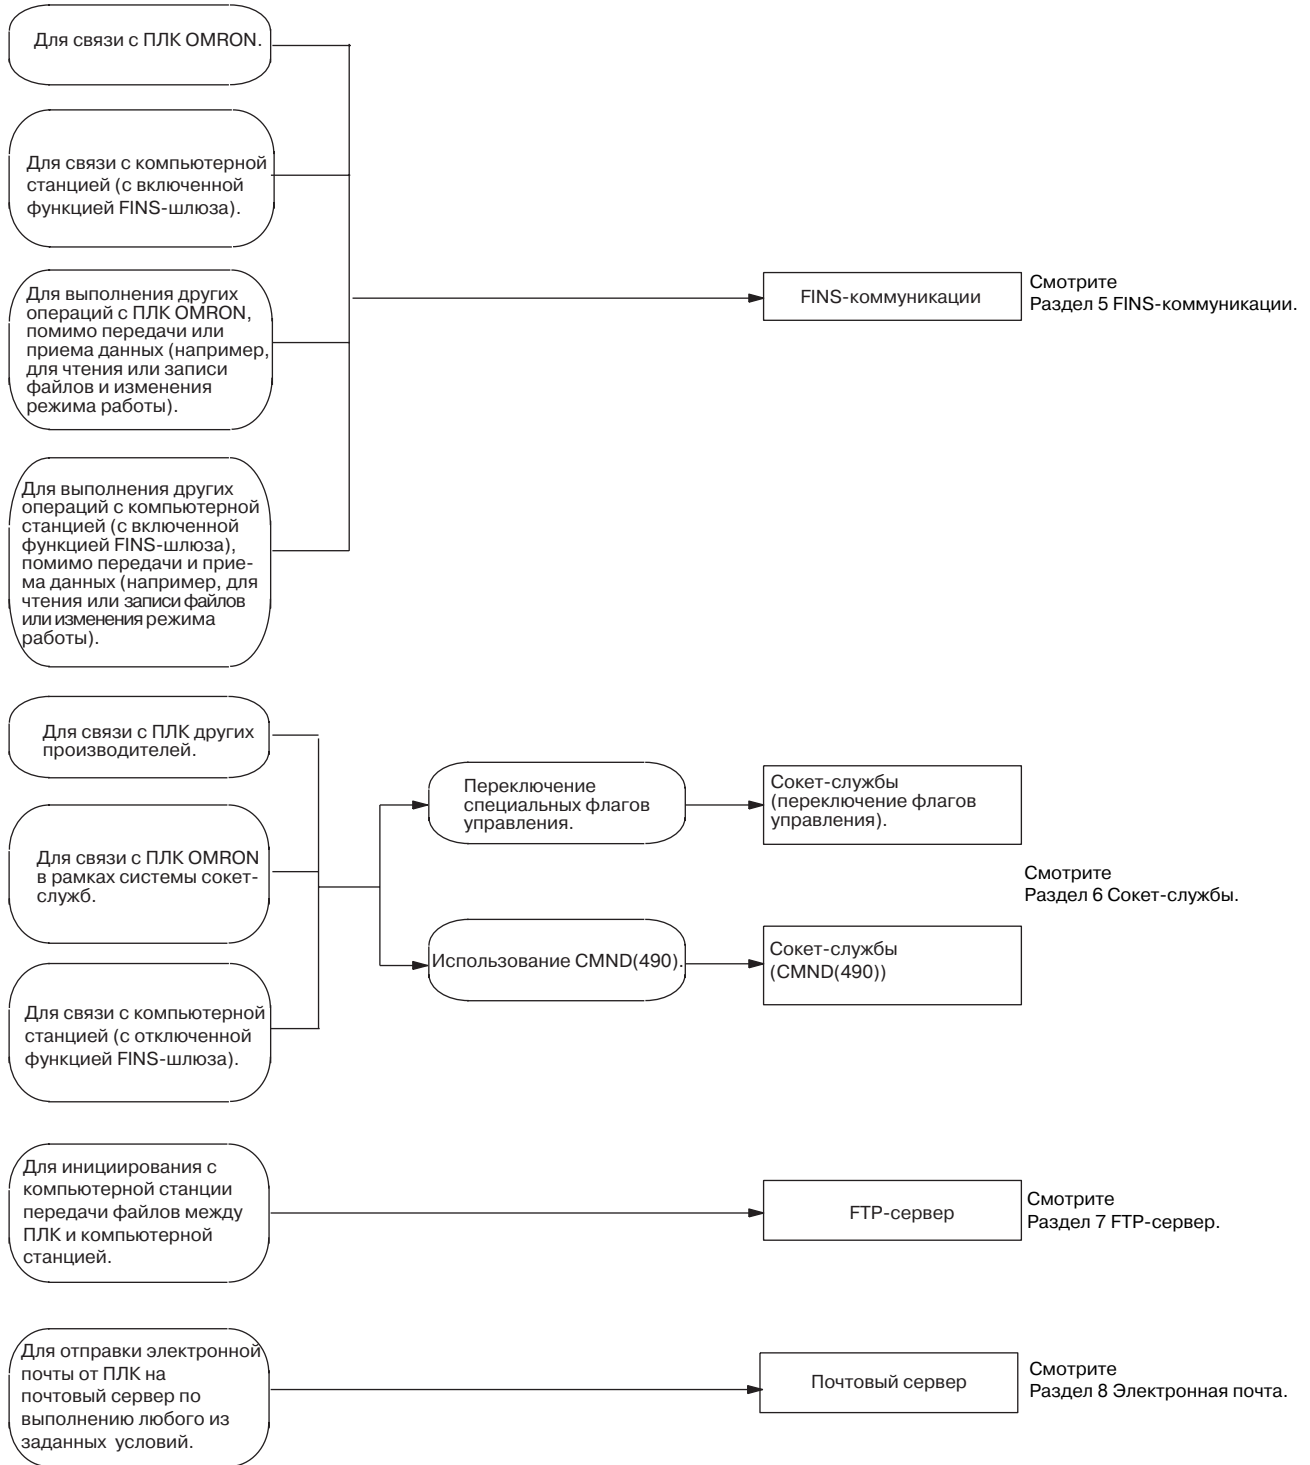 Для связи с ПЛК OMRON.
Для связи с компьютерной
станцией (с включенной
функцией FINS-шлюза).
Для выполнения других
операций с ПЛК OMRON,
помимо передачи или
приема данных (например,
для чтения или записи
файлов и изменения
режима работы).
FINS-коммуникации
Смотрите
Раздел 5 FINS-коммуникации.
Для выполнения других
операций с компьютерной
станцией (с включенной
функцией FINS-шлюза),
помимо передачи и прие-
ма данных (например, для
чтения или записи файлов
или изменения режима
работы).
Для связи с ПЛК других
производителей.
Для связи с ПЛК OMRON
в рамках системы сокет-
служб.
Для связи с компьютерной
станцией (с отключенной
функцией FINS-шлюза).
Переключение
специальных флагов
управления.
Сокет-службы
(переключение флагов
управления).
Использование CMND(490).
Сокет-службы
(CMND(490))
Смотрите
Раздел 6 Сокет-службы.
Для инициирования с
компьютерной станции
передачи файлов между
ПЛК и компьютерной
станцией.
FTP-сервер
Смотрите
Раздел 7 FTP-сервер.
Для отправки электронной
почты от ПЛК на
почтовый сервер по
выполнению любого из
заданных условий.
Почтовый сервер
Смотрите
Раздел 8 Электронная почта.